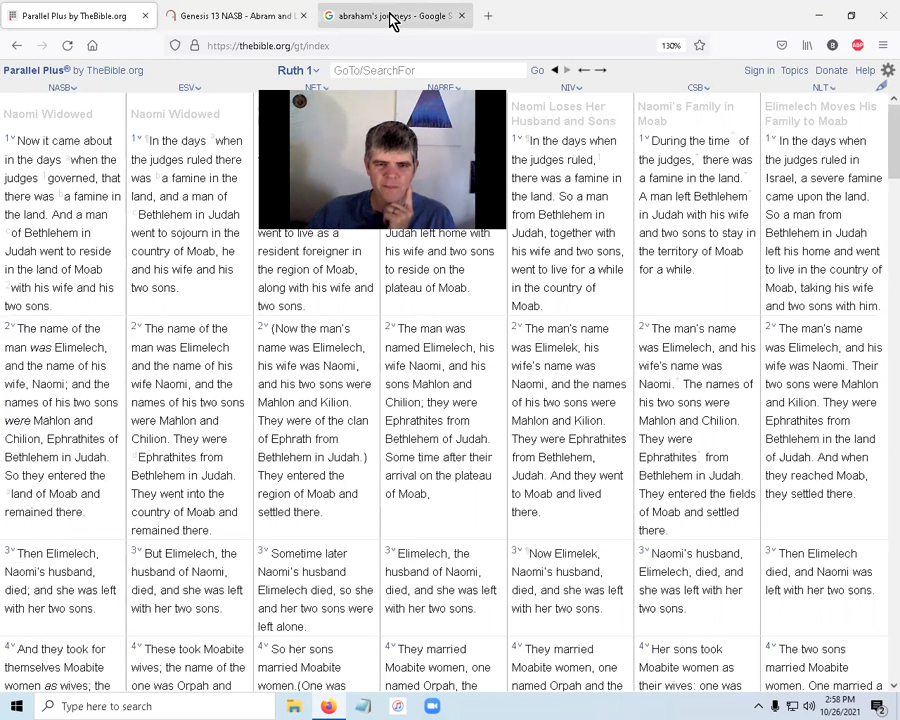 Parallel Plus by TheBible.org
Genesis 13 NASB - Abram and L
abraham's journeys - Google S
https://thebible.org/gt/index
130%
Parallel Plus® by TheBible.org
Ruth 1
GoTo/SearchFor
Go
Sign in Topics Donate Help
NASB
ESV
NET
NABRE
NIV
CSB
NLT
Naomi Widowed
1 v Now it came about
in the days a when the
judges 1 governed, that
there was b a famine in
the land. And a man
c of Bethlehem in
Judah went to reside
in the land of Moab
2 with his wife and his
two sons.
2 v The name of the
man was Elimelech,
and the name of his
wife, Naomi; and the
names of his two sons
were Mahlon and
Chilion, Ephrathites of
Bethlehem in Judah.
So they entered the
a land of Moab and
remained there.
3 v Then Elimelech,
Naomi's husband,
died; and she was left
with her two sons.
4 v And they took for
themselves Moabite
women as wives; the
Naomi Widowed
1 v In the days a when
the judges ruled there
was b a famine in the
land, and a man of
c Bethlehem in Judah
went to sojourn in the
country of Moab, he
and his wife and his
two sons.
2 v The name of the
man was Elimelech
and the name of his
wife Naomi, and the
names of his two sons
were Mahlon and
Chilion. They were
d Ephrathites from
Bethlehem in Judah.
They went into the
country of Moab and
remained there.
3 v But Elimelech, the
husband of Naomi,
died, and she was left
with her two sons.
4 v These took Moabite
wives; the name of the
one was Orpah and
went to live as a
resident foreigner in
the region of Moab,
along with his wife and
two sons.
2 v (Now the man's
name was Elimelech,
his wife was Naomi,
and his two sons were
Mahlon and Kilion.
They were of the clan
of Ephrath from
Bethlehem in Judah.)
They entered the
region of Moab and
settled there.
3 v Sometime later
Naomi's husband
Elimelech died, so she
and her two sons were
left alone.
4 v So her sons
married Moabite
women.(One was
Judah left home with
his wife and two sons
to reside on the
plateau of Moab.
2 v The man was
named Elimelech, his
wife Naomi, and his
sons Mahlon and
Chilion; they were
Ephrathites from
Bethlehem of Judah.
Some time after their
arrival on the plateau
of Moab,
3 v Elimelech, the
husband of Naomi,
died, and she was left
with her two sons.
4 v They married
Moabite women, one
named Orpah, the
Naomi Loses Her
Husband and Sons
1 v In the days when
the judges ruled,
there was a famine in
the land. So a man
from Bethlehem in
Judah, together with
his wife and two sons,
went to live for a while
in the country of
Moab.
2 v The man's name
was Elimelek, his
wife's name was
Naomi, and the names
of his two sons were
Mahlon and Kilion.
They were Ephrathites
from Bethlehem,
Judah. And they went
to Moab and lived
there.
3 v Now Elimelek,
Naomi's husband,
died, and she was left
with her two sons.
4 v They married
Moabite women, one
named Orpah and the
Naomi's Family in
Moab
1 v During the time of
the judges, there was
a famine in the land.
A man left Bethlehem
in Judah with his wife
and two sons to stay in
the territory of Moab
for a while.
2 v The man's name
was Elimelech, and his
wife's name was
Naomi. The names of
his two sons were
Mahlon and Chilion.
They were
Ephrathites from
Bethlehem in Judah.
They entered the fields
of Moab and settled
there.
3 v Naomi's husband,
Elimelech, died, and
she was left with her
two sons.
4 v Her sons took
Moabite women as
their wives: one was
Elimelech Moves His
Family to Moab
1 v In the days when
the judges ruled in
Israel, a severe famine
came upon the land.
So a man from
Bethlehem in Judah
left his home and went
to live in the country of
Moab, taking his wife
and two sons with him.
2 v The man's name
was Elimelech, and his
wife was Naomi. Their
two sons were Mahlon
and Kilion. They were
Ephrathites from
Bethlehem in the land
of Judah. And when
they reached Moab,
they settled there.
3 v Then Elimelech
died, and Naomi was
left with her two sons.
4 v The two sons
married Moabite
women. One married a
Type here to search
2:58 PM
10/26/2021
2